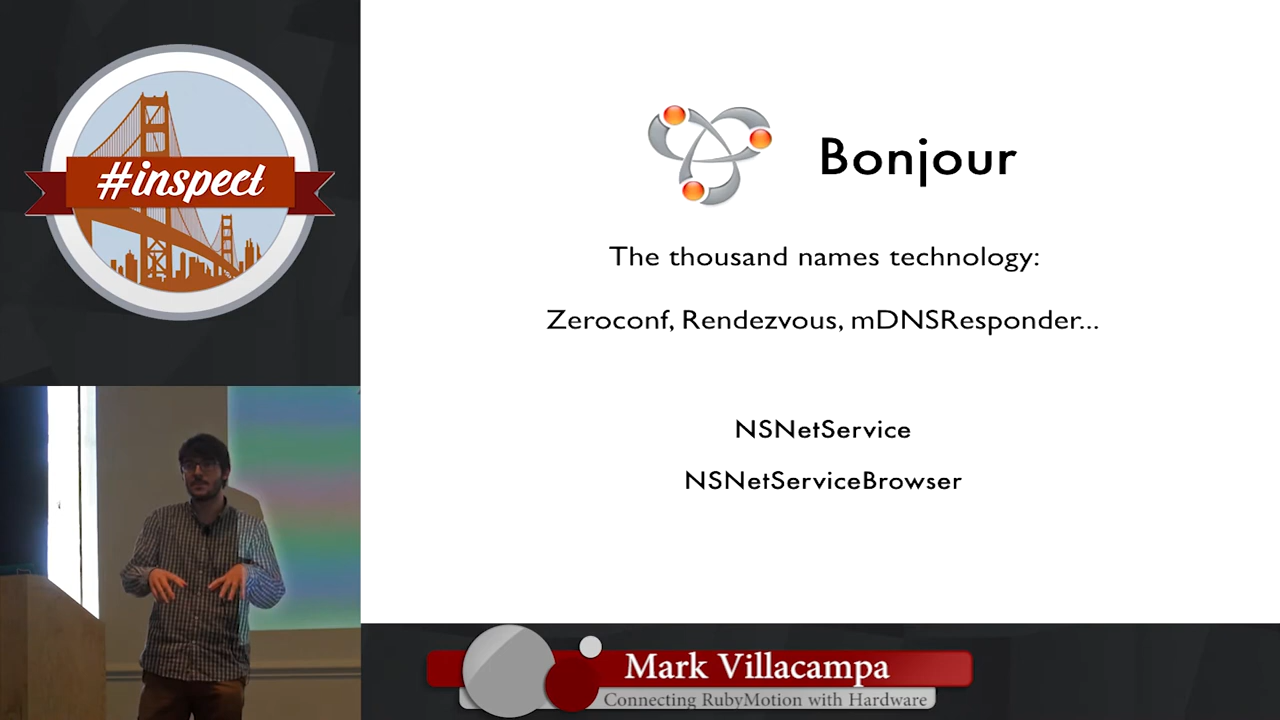 #inspect
Bonjour
The thousand names technology:
Zeroconf, Rendezvous, mDNSResponder...
NSNetService
NSNetServiceBrowser
Mark Villacampa
Connecting RubyMotion with Hardware